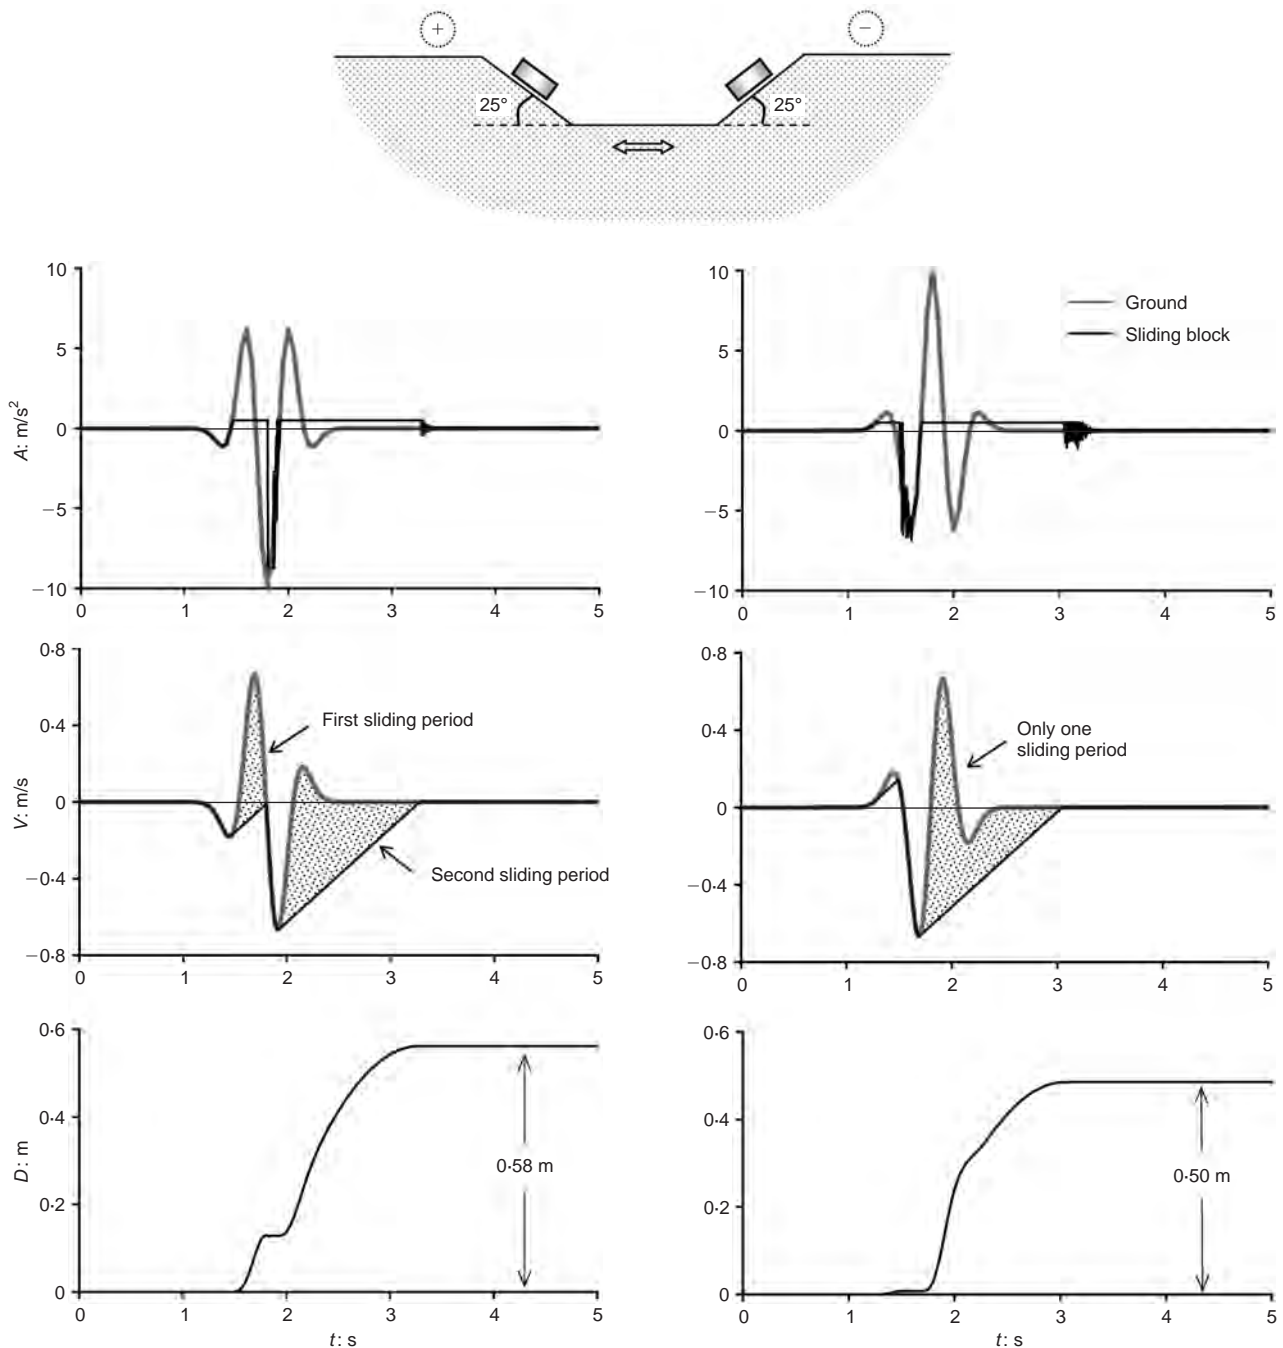 +
−
25°
25°
10
5
0
−5
−10
A: m/s²
0 1 2 3 4 5
10
5
0
−5
−10
0 1 2 3 4 5
Ground
Sliding block
0·8
0·4
0
−0·4
−0·8
V: m/s
0 1 2 3 4 5
First sliding period
Second sliding period
0·8
0·4
0
−0·4
−0·8
0 1 2 3 4 5
Only one
sliding period
0·6
0·4
0·2
0
D: m
0 1 2 3 4 5
t: s
0·58 m
0·6
0·4
0·2
0
0 1 2 3 4 5
t: s
0·50 m